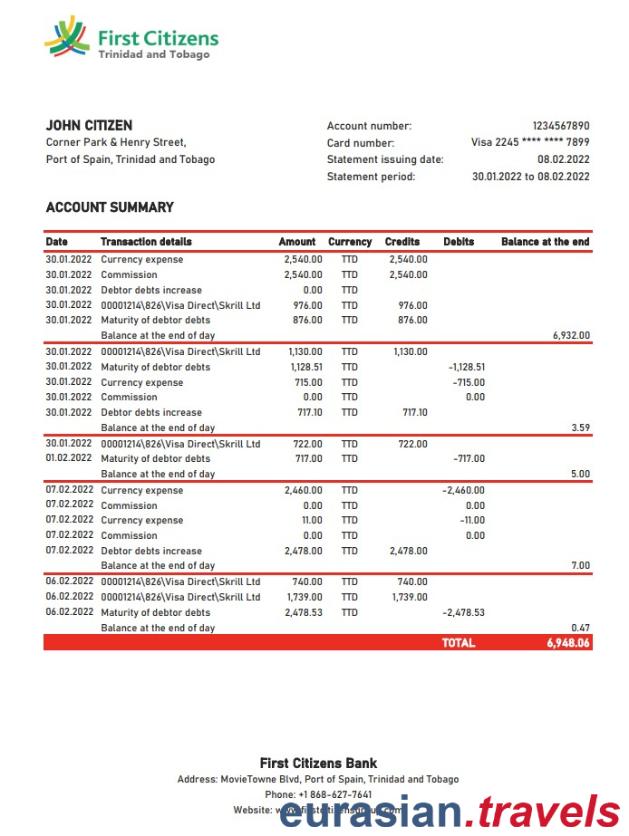 First Citizens
Trinidad and Tobago
JOHN CITIZEN
Corner Park & Henry Street,
Port of Spain, Trinidad and Tobago
Account number: 1234567890
Card number: Visa 2245 **** **** 7899
Statement issuing date: 08.02.2022
Statement period: 30.01.2022 to 08.02.2022
ACCOUNT SUMMARY
Date Transaction details Amount Currency Credits Debits Balance at the end
30.01.2022 Currency expense 2,540.00 TTD 2,540.00
30.01.2022 Commission 2,540.00 TTD 2,540.00
30.01.2022 Debtor debts increase 0.00 TTD
30.01.2022 00001214\826\Visa Direct\Skrill Ltd 976.00 TTD 976.00
30.01.2022 Maturity of debtor debts 876.00 TTD 876.00
Balance at the end of day 6,932.00
30.01.2022 00001214\826\Visa Direct\Skrill Ltd 1,130.00 TTD 1,130.00
30.01.2022 Maturity of debtor debts 1,128.51 TTD -1,128.51
30.01.2022 Currency expense 715.00 TTD -715.00
30.01.2022 Commission 0.00 TTD 0.00
30.01.2022 Debtor debts increase 717.10 TTD 717.10
Balance at the end of day 3.59
30.01.2022 00001214\826\Visa Direct\Skrill Ltd 722.00 TTD 722.00
01.02.2022 Maturity of debtor debts 717.00 TTD -717.00
Balance at the end of day 5.00
07.02.2022 Currency expense 2,460.00 TTD -2,460.00
07.02.2022 Commission 0.00 TTD 0.00
07.02.2022 Currency expense 11.00 TTD -11.00
07.02.2022 Commission 0.00 TTD 0.00
07.02.2022 Debtor debts increase 2,478.00 TTD 2,478.00
Balance at the end of day 7.00
06.02.2022 00001214\826\Visa Direct\Skrill Ltd 740.00 TTD 740.00
06.02.2022 00001214\826\Visa Direct\Skrill Ltd 1,739.00 TTD 1,739.00
06.02.2022 Maturity of debtor debts 2,478.53 TTD -2,478.53
Balance at the end of day 0.47
TOTAL 6,948.06
First Citizens Bank
Address: MovieTowne Blvd, Port of Spain, Trinidad and Tobago
Phone: +1 868-627-7641
Website:
eurasian.travels